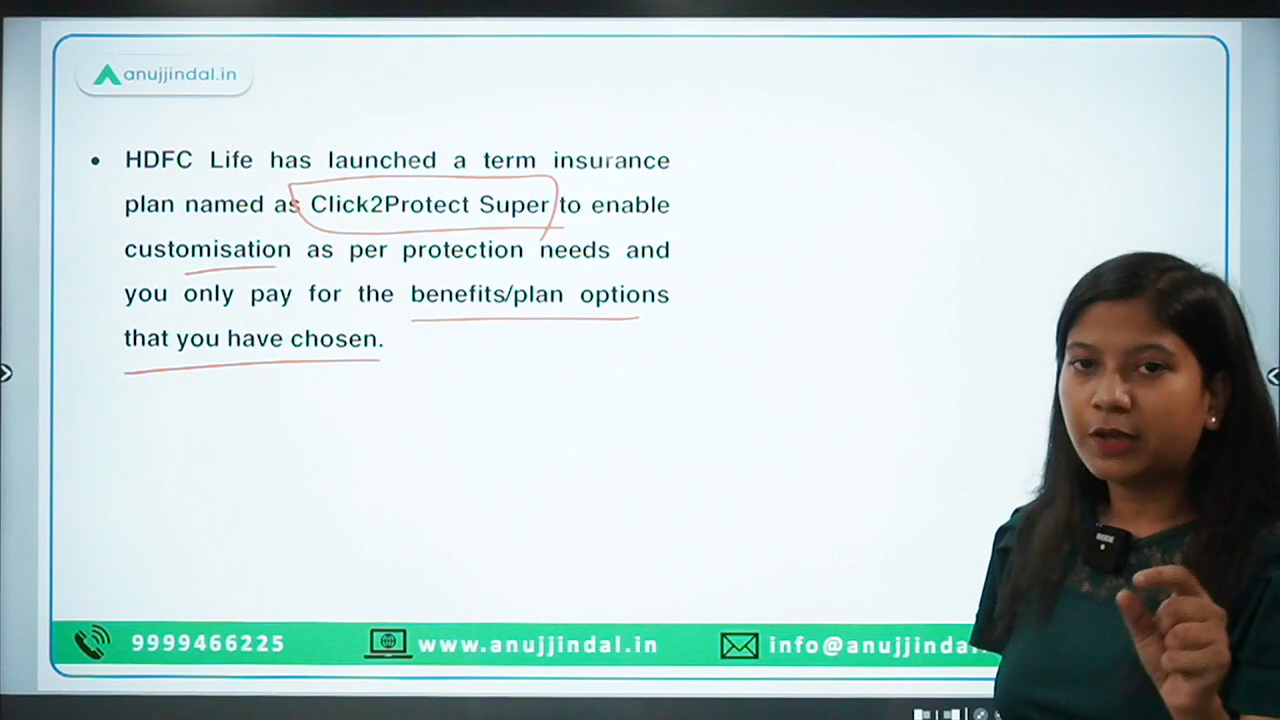 anujjindal.in
• HDFC Life has launched a term insurance
plan named as Click2Protect Super to enable
customisation as per protection needs and
you only pay for the benefits/plan options
that you have chosen.
9999466225 www.anujjindal.in info@anujjindal.